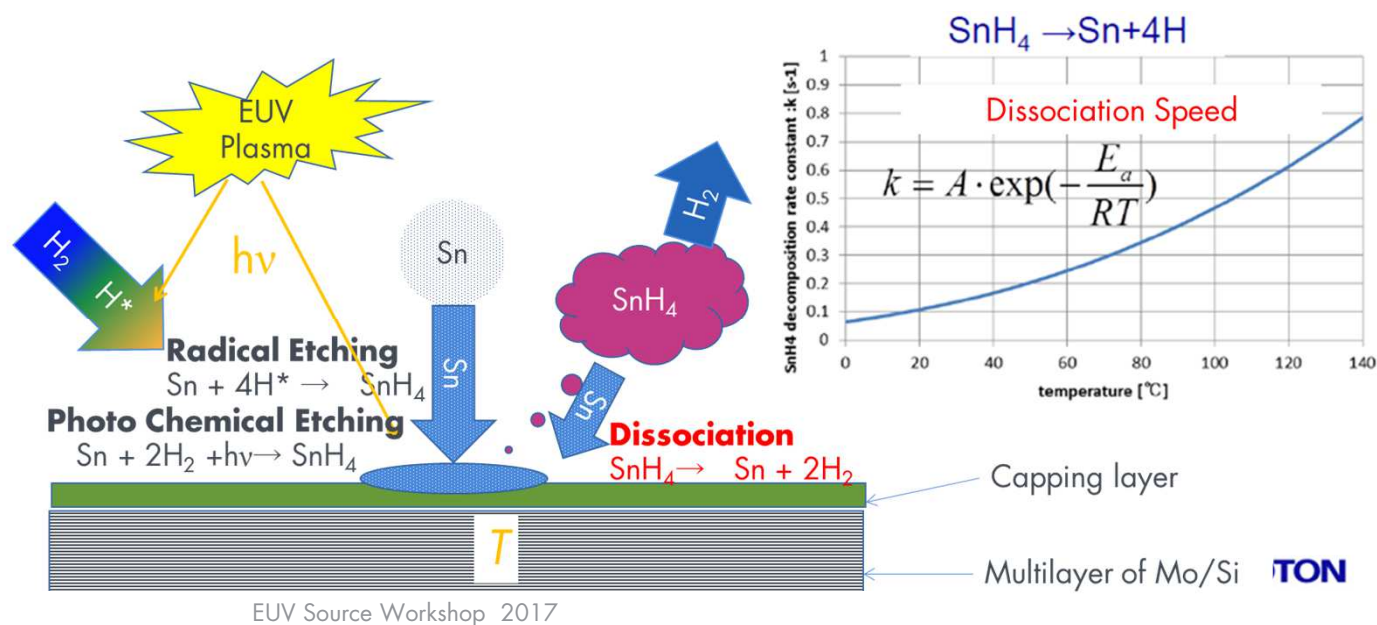 EUV
Plasma
H₂
H*
hν
Sn
Sn
Radical Etching
Sn + 4H* → SnH₄
Photo Chemical Etching
Sn + 2H₂ +hν→ SnH₄
H₂
SnH₄
Sn
Dissociation
SnH₄→ Sn + 2H₂
T
SnH₄ →Sn+4H
SnH4 decomposition rate constant :k [s-1]
1
0.9
0.8
0.7
0.6
0.5
0.4
0.3
0.2
0.1
0
Dissociation Speed
k = A·exp(-E_a/RT)
0 20 40 60 80 100 120 140
temperature [℃]
Capping layer
Multilayer of Mo/Si
TON
EUV Source Workshop 2017